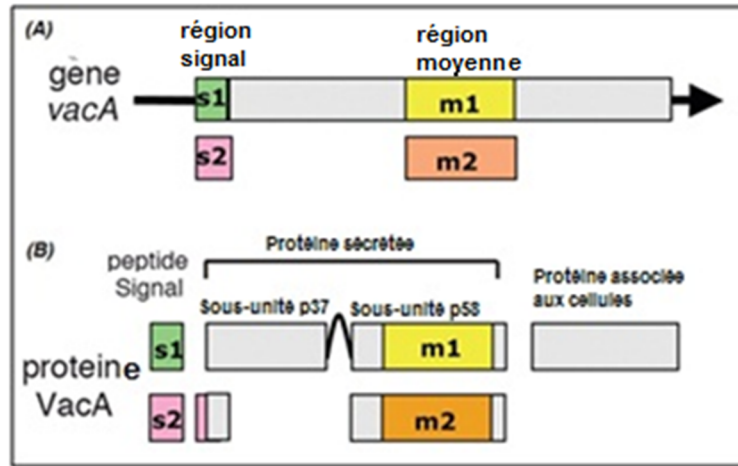 (A)
région
signal
région
moyenne
gène
vacA
s1
m1
s2
m2
(B)
Protéine sécrétée
peptide
Signal
Protéine associée
aux cellules
Sous-unité p37
Sous-unité p58
proteine
VacA
s1
m1
s2
m2